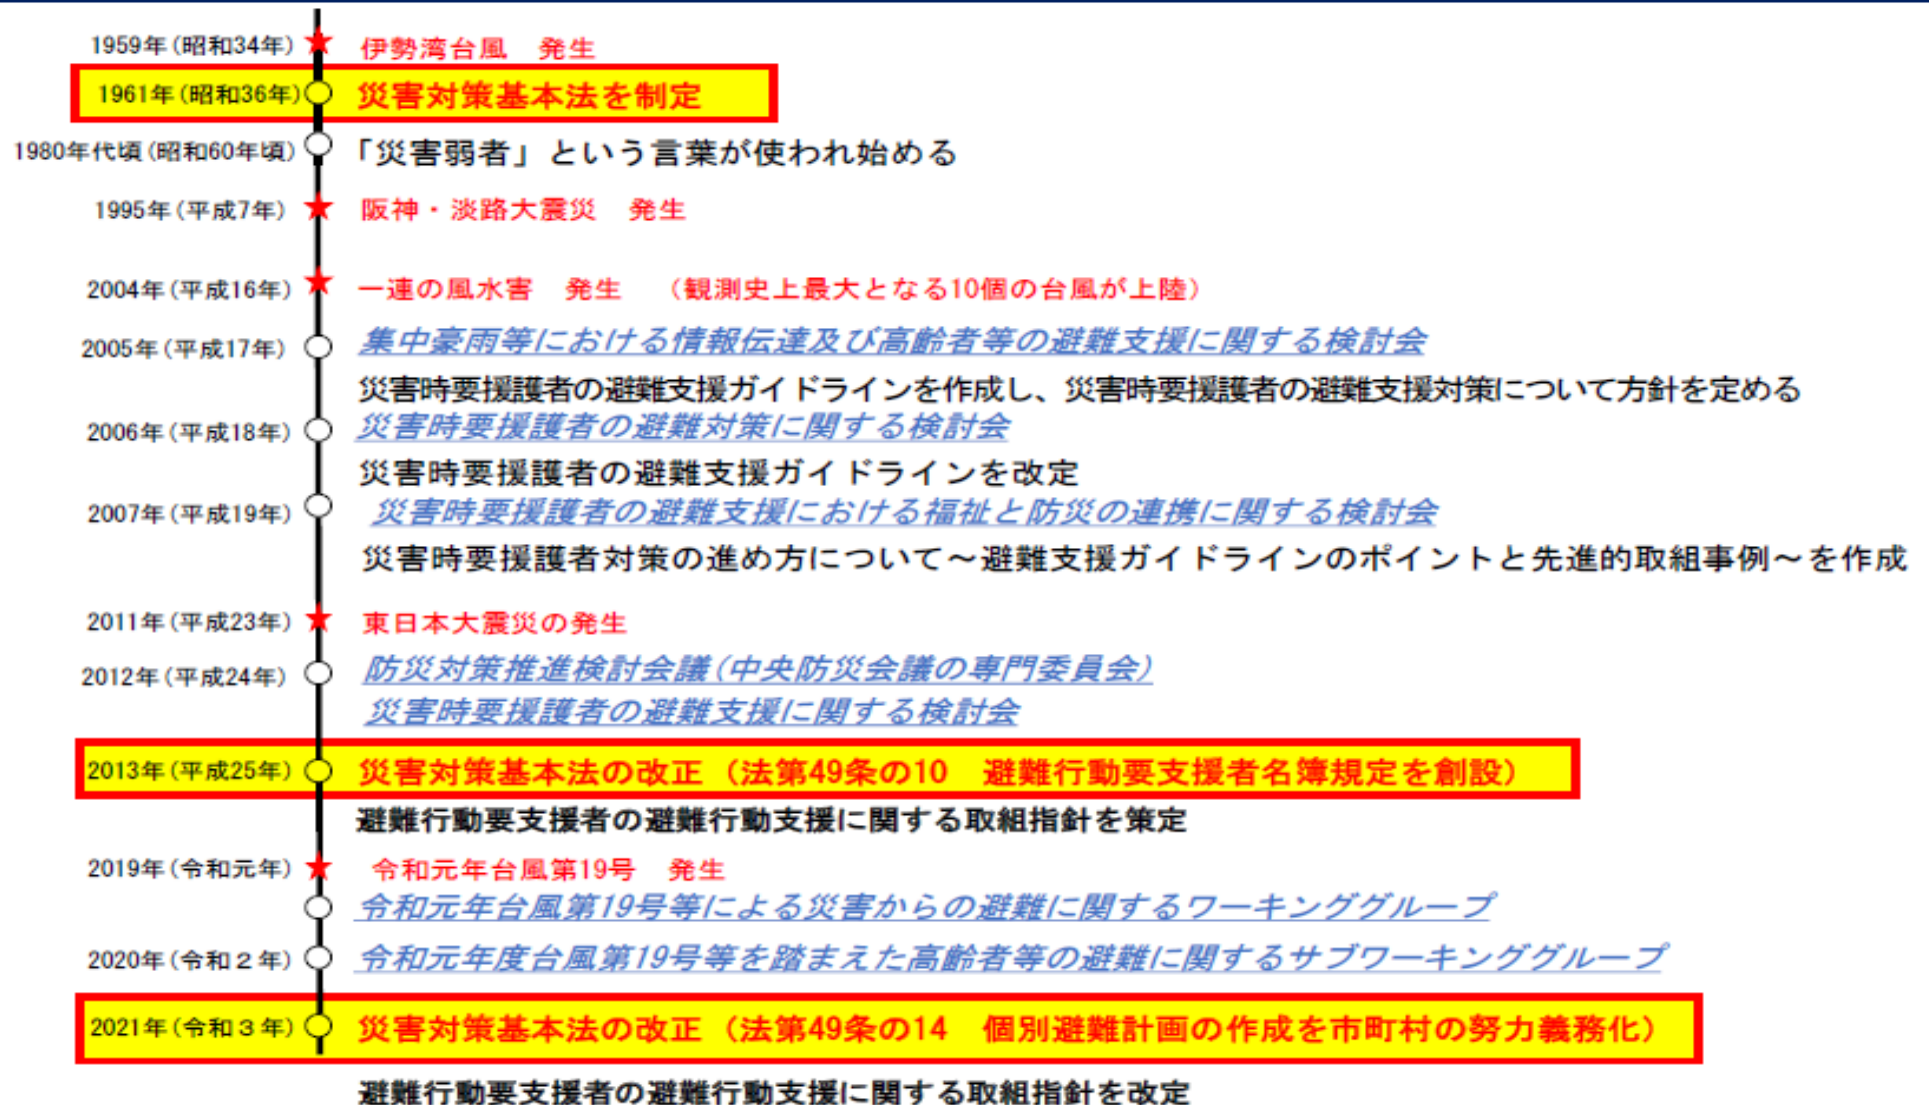 1959年(昭和34年) 伊勢湾台風　発生
1961年(昭和36年) 災害対策基本法を制定
1980年代頃(昭和60年頃) 「災害弱者」という言葉が使われ始める
1995年(平成7年) 阪神・淡路大震災　発生
2004年(平成16年) 一連の風水害　発生　（観測史上最大となる10個の台風が上陸）
2005年(平成17年) 集中豪雨等における情報伝達及び高齢者等の避難支援に関する検討会
災害時要援護者の避難支援ガイドラインを作成し、災害時要援護者の避難支援対策について方針を定める
2006年(平成18年) 災害時要援護者の避難対策に関する検討会
災害時要援護者の避難支援ガイドラインを改定
2007年(平成19年) 災害時要援護者の避難支援における福祉と防災の連携に関する検討会
災害時要援護者対策の進め方について～避難支援ガイドラインのポイントと先進的取組事例～を作成
2011年(平成23年) 東日本大震災の発生
2012年(平成24年) 防災対策推進検討会議(中央防災会議の専門委員会)
災害時要援護者の避難支援に関する検討会
2013年(平成25年) 災害対策基本法の改正（法第49条の10　避難行動要支援者名簿規定を創設）
避難行動要支援者の避難行動支援に関する取組指針を策定
2019年(令和元年) 令和元年台風第19号　発生
令和元年台風第19号等による災害からの避難に関するワーキンググループ
2020年(令和２年) 令和元年度台風第19号等を踏まえた高齢者等の避難に関するサブワーキンググループ
2021年(令和３年) 災害対策基本法の改正（法第49条の14　個別避難計画の作成を市町村の努力義務化）
避難行動要支援者の避難行動支援に関する取組指針を改定